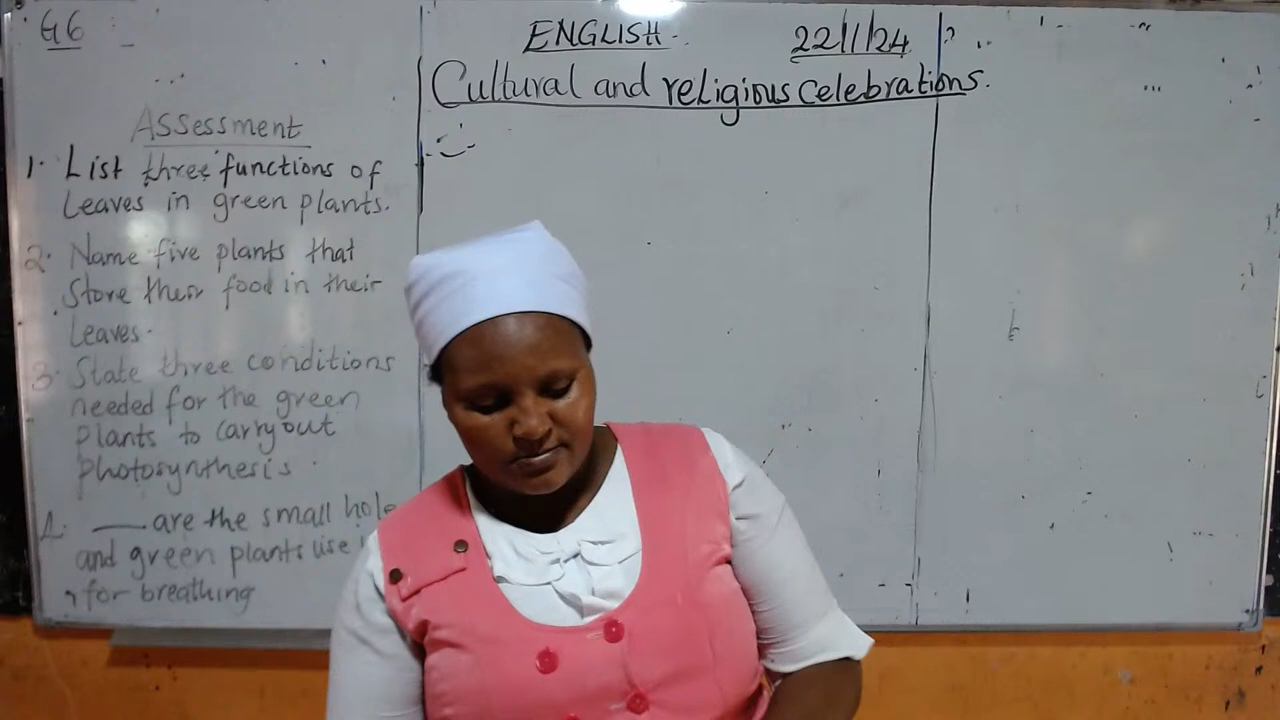 G6
ENGLISH.
22/1/24
Cultural and religious celebrations.
Assessment
1. List three functions of
Leaves in green plants.
2. Name five plants that
Store their food in their
Leaves.
3. State three conditions
needed for the green
plants to carry out
photosynthesis.
are the small hole
and green plants use
for breathing